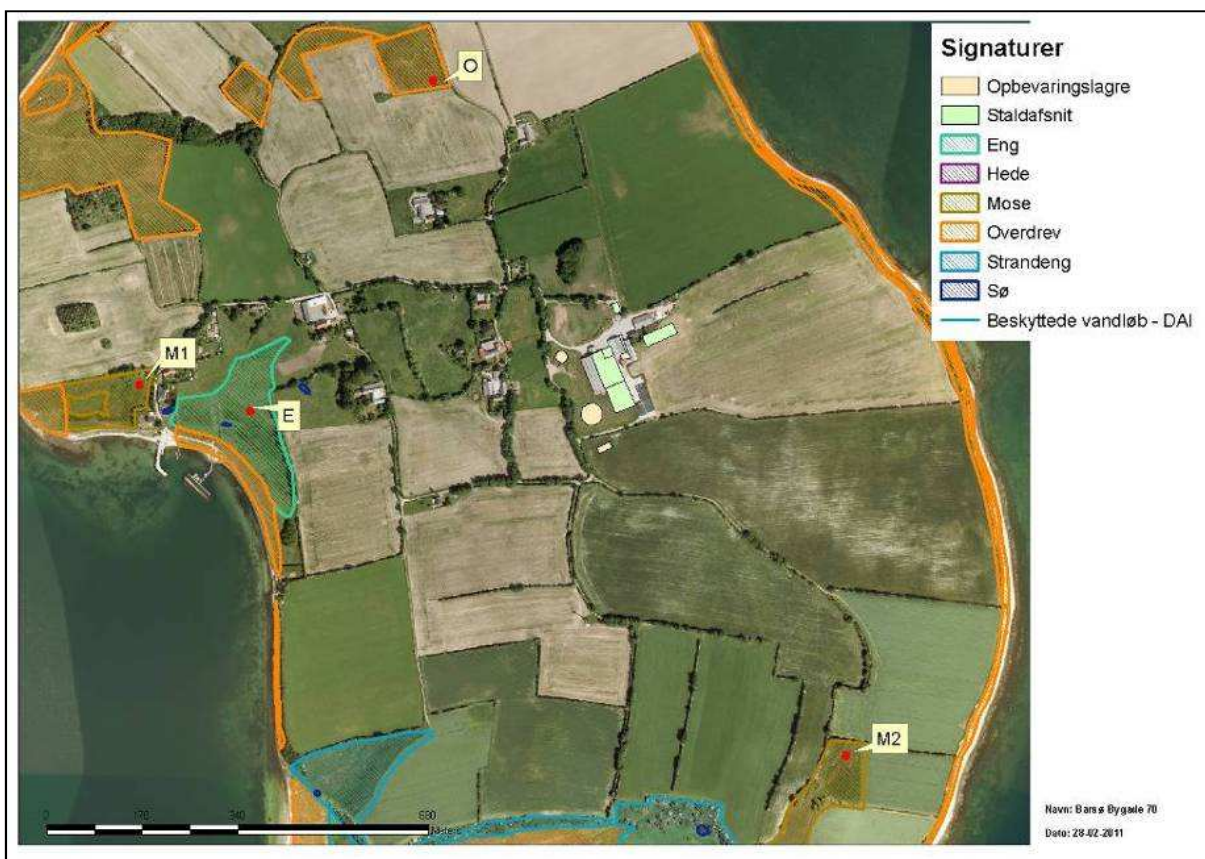 Signaturer
Opbevaringslagre
Staldafsnit
Eng
Hede
Mose
Overdrev
Strandeng
Sø
Beskyttede vandløb - DAI
O
M1
E
M2
0 170 340 680
Meters
Navn: Barsø Bygade 70
Dato: 28-02-2011